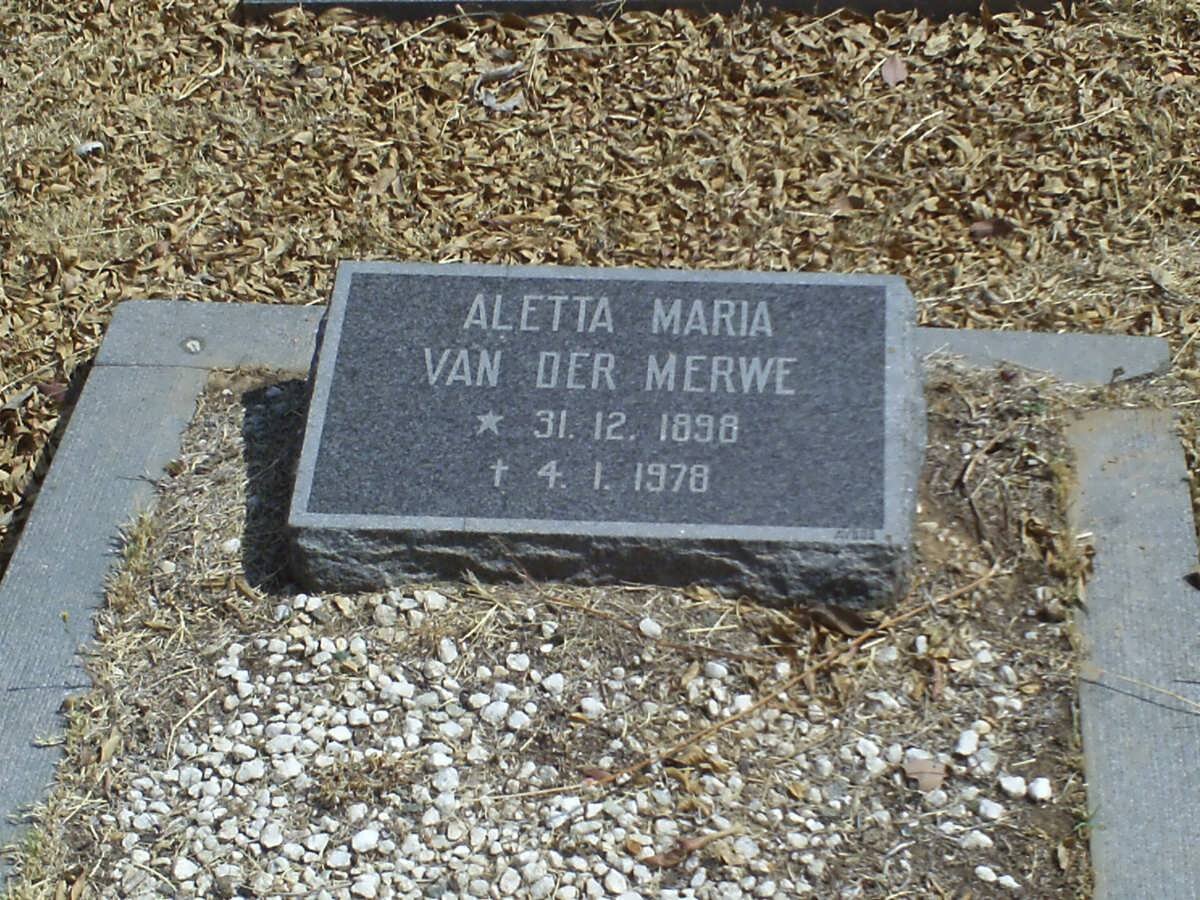 ALETTA MARIA
VAN DER MERWE
★ 31. 12. 1898
† 4. 1. 1978